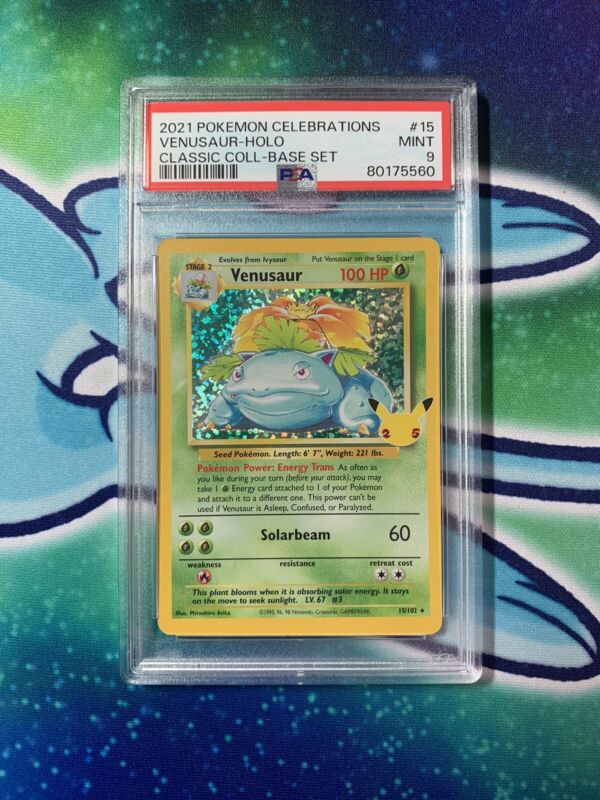 2021 POKEMON CELEBRATIONS #15
VENUSAUR-HOLO MINT
CLASSIC COLL-BASE SET 9
PSA 80175560
Evolves from Ivysaur Put Venusaur on the Stage 1 card
STAGE 2 Venusaur 100 HP
25
Seed Pokémon. Length: 6' 7", Weight: 221 lbs.
Pokémon Power: Energy Trans As often as
you like during your turn (before your attack), you may
take 1 Energy card attached to 1 of your Pokémon
and attach it to a different one. This power can't be
used if Venusaur is Asleep, Confused, or Paralyzed.
Solarbeam 60
weakness resistance retreat cost
This plant blooms when it is absorbing solar energy. It stays
on the move to seek sunlight. LV. 67 #3
Illus. Mitsuhiro Arita ©1995, 96, 98 Nintendo, Creatures, GAMEFREAK. 15/102 ★